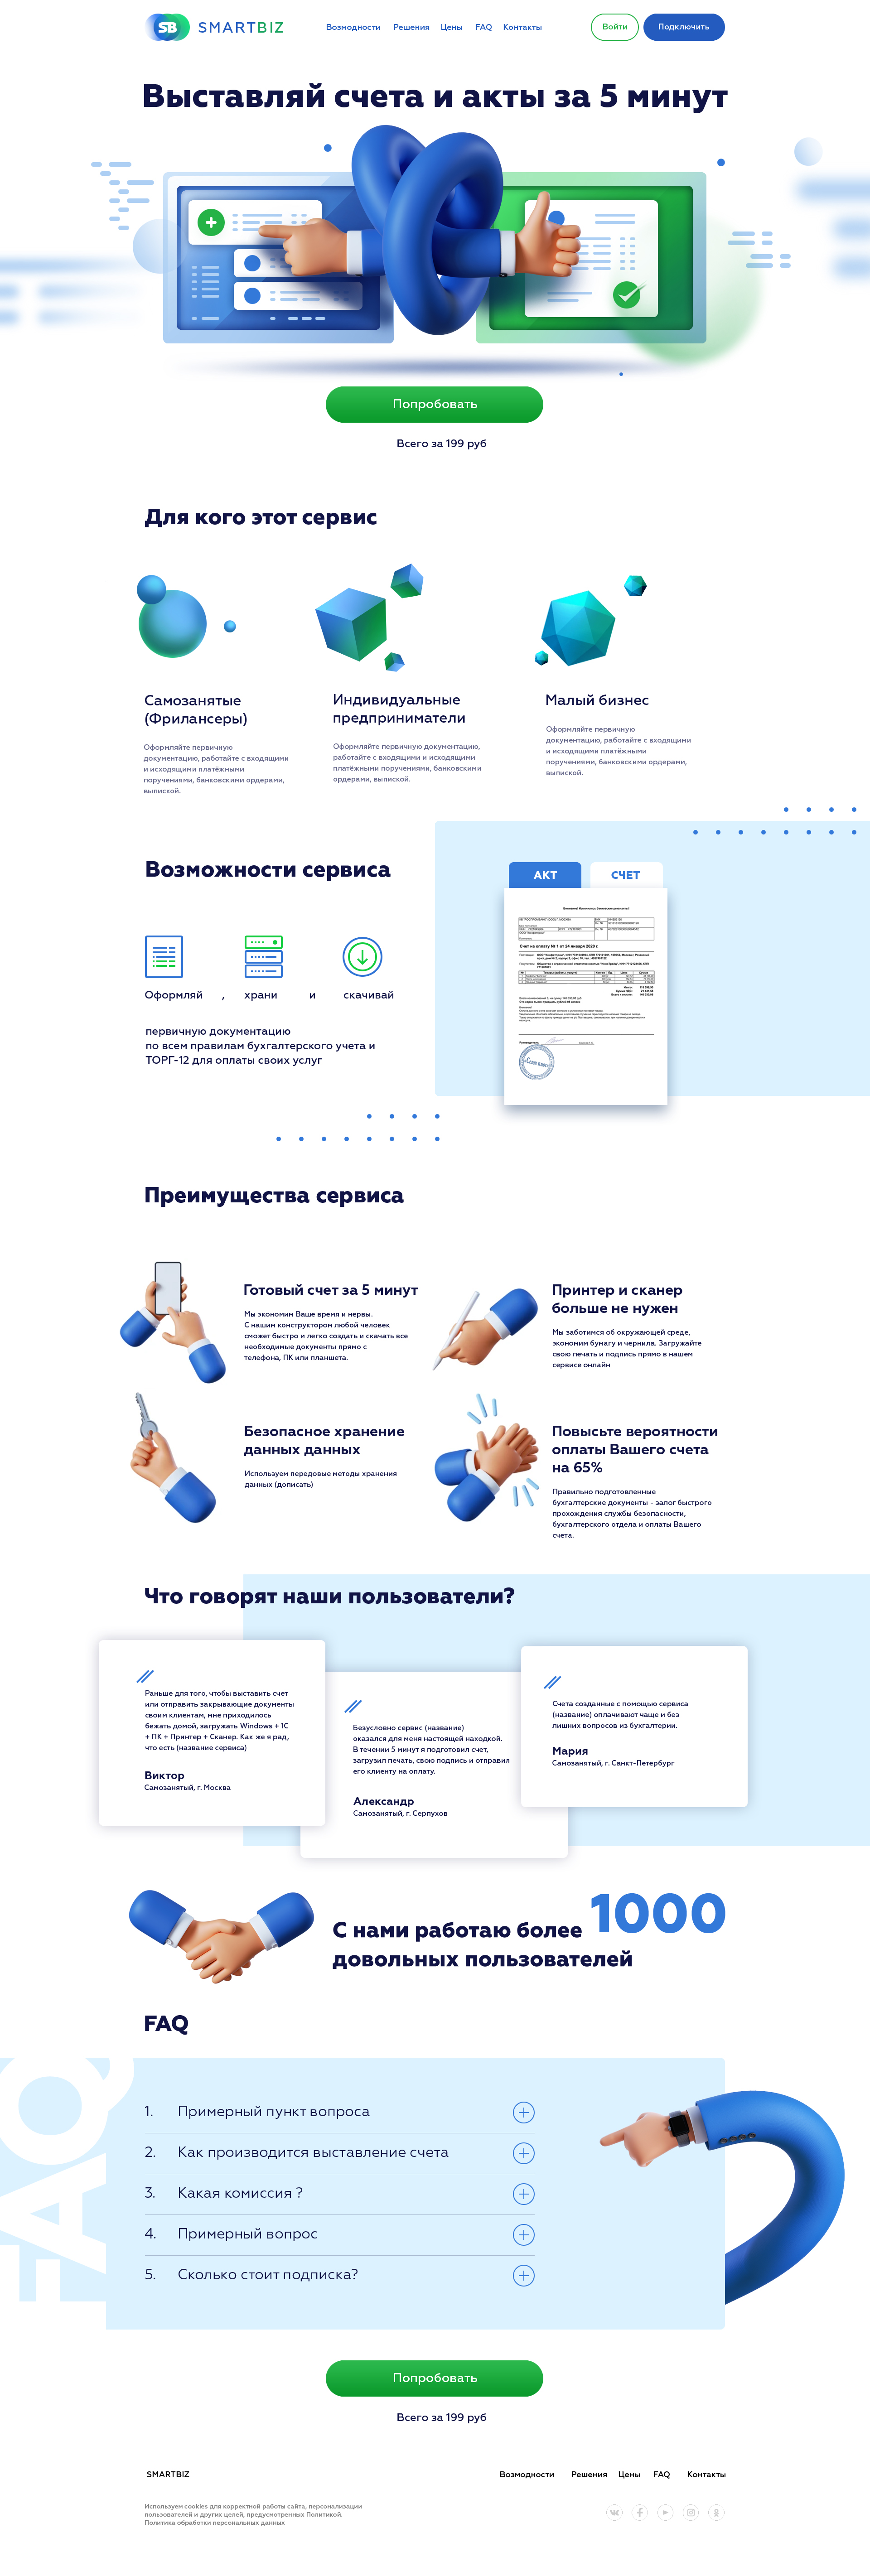 SB SMARTBIZ Возмодности Решения Цены FAQ Контакты Войти Подключить
Выставляй счета и акты за 5 минут
Попробовать
Всего за 199 руб
Для кого этот сервис
Самозанятые
(Фрилансеры)
Оформляйте первичную
документацию, работайте с входящими
и исходящими платёжными
поручениями, банковскими ордерами,
выпиской.
Индивидуальные
предприниматели
Оформляйте первичную документацию,
работайте с входящими и исходящими
платёжными поручениями, банковскими
ордерами, выпиской.
Малый бизнес
Оформляйте первичную
документацию, работайте с входящими
и исходящими платёжными
поручениями, банковскими ордерами,
выпиской.
Возможности сервиса
Оформляй , храни и скачивай
первичную документацию
по всем правилам бухгалтерского учета и
ТОРГ-12 для оплаты своих услуг
АКТ СЧЕТ
Счет на оплату № 1 от 24 января 2020 г.
Преимущества сервиса
Готовый счет за 5 минут
Мы экономим Ваше время и нервы.
С нашим конструктором любой человек
сможет быстро и легко создать и скачать все
необходимые документы прямо с
телефона, ПК или планшета.
Принтер и сканер
больше не нужен
Мы заботимся об окружающей среде,
экономим бумагу и чернила. Загружайте
свою печать и подпись прямо в нашем
сервисе онлайн
Безопасное хранение
данных данных
Используем передовые методы хранения
данных (дописать)
Повысьте вероятности
оплаты Вашего счета
на 65%
Правильно подготовленные
бухгалтерские документы - залог быстрого
прохождения службы безопасности,
бухгалтерского отдела и оплаты Вашего
счета.
Что говорят наши пользователи?
Раньше для того, чтобы выставить счет
или отправить закрывающие документы
своим клиентам, мне приходилось
бежать домой, загружать Windows + 1С
+ ПК + Принтер + Сканер. Как же я рад,
что есть (название сервиса)
Виктор
Самозанятый, г. Москва
Безусловно сервис (название)
оказался для меня настоящей находкой.
В течении 5 минут я подготовил счет,
загрузил печать, свою подпись и отправил
его клиенту на оплату.
Александр
Самозанятый, г. Серпухов
Счета созданные с помощью сервиса
(название) оплачивают чаще и без
лишних вопросов из бухгалтерии.
Мария
Самозанятый, г. Санкт-Петербург
С нами работаю более 1000
довольных пользователей
FAQ
FAQ
1. Примерный пункт вопроса
2. Как производится выставление счета
3. Какая комиссия ?
4. Примерный вопрос
5. Сколько стоит подписка?
Попробовать
Всего за 199 руб
SMARTBIZ Возмодности Решения Цены FAQ Контакты
Используем cookies для корректной работы сайта, персонализации
пользователей и других целей, предусмотренных Политикой.
Политика обработки персональных данных